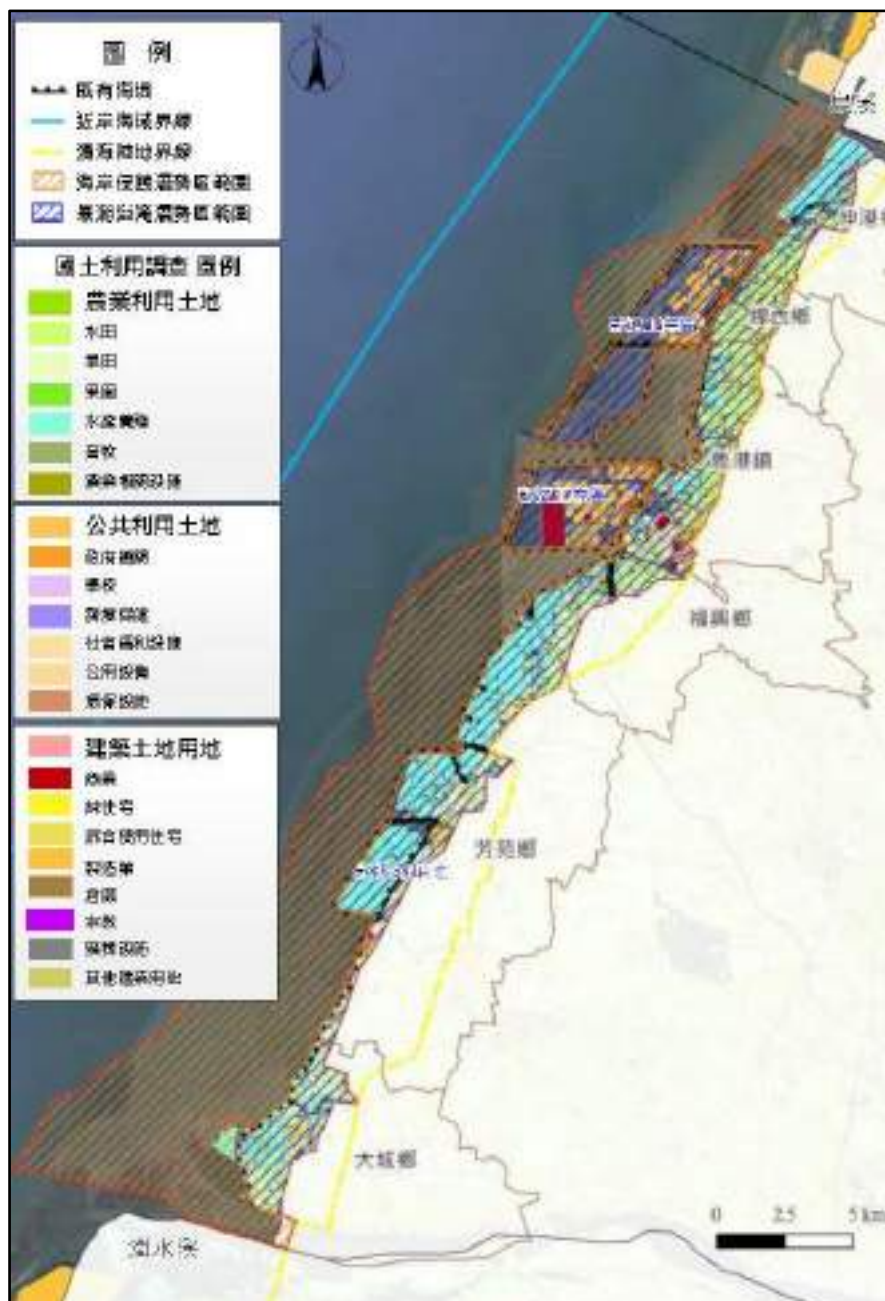 圖 例
既有海堤
近岸海域界線
濱海陸地界線
海岸侵蝕潛勢區範圍
暴潮溢淹潛勢區範圍
國土利用調查 圖例
農業利用土地
水田
旱田
果園
水產養殖
畜牧
農業相關設施
公共利用土地
政府機關
學校
醫療保健
社會福利設施
公用設備
環保設施
建築土地用地
商業
純住宅
混合使用住宅
製造業
倉儲
宗教
殯葬設施
其他建築用地
線西鄉
鹿港鎮
福興鄉
芳苑鄉
大城鄉
濁水溪
0 2.5 5 km